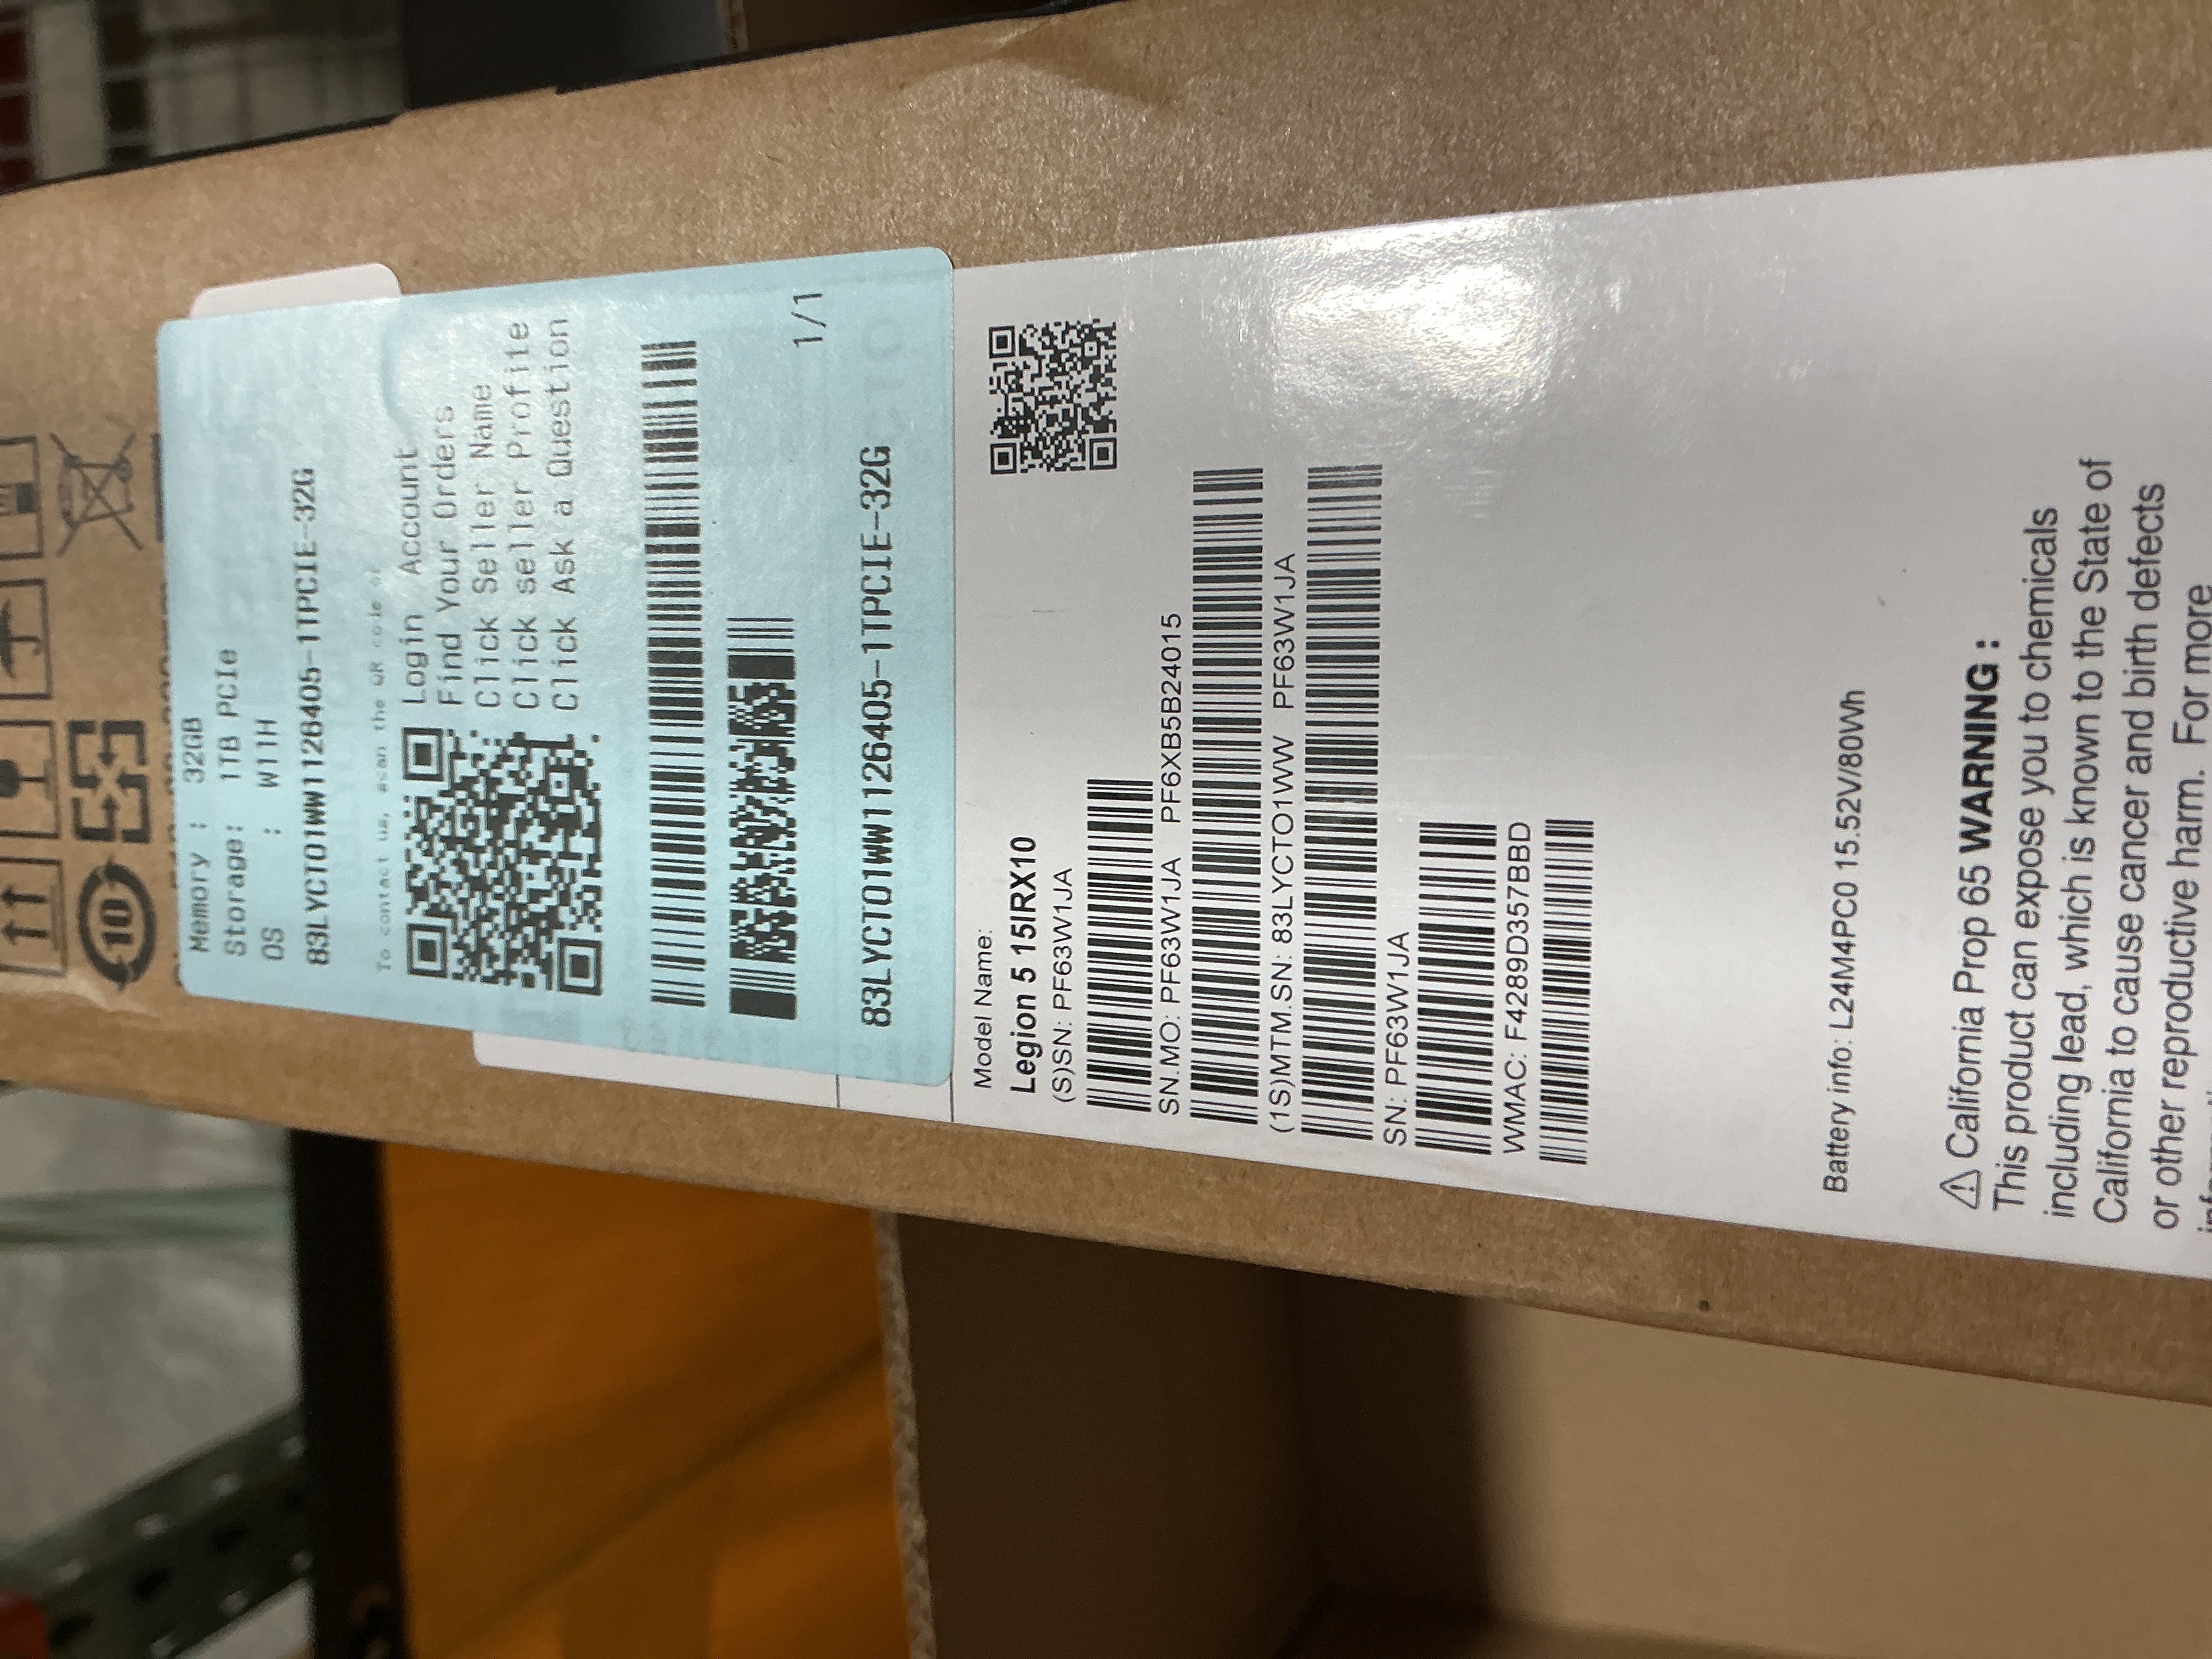 10
Memory : 32GB
Storage: 1TB PCIe
OS : W11H
83LYCTO1WW1126405-1TPCIE-32G
To contact us, scan the QR code or
Login Account
Find Your Orders
Click Seller Name
Click seller Profite
Click Ask a Question
1/1
83LYCTO1WW1126405-1TPCIE-32G
Model Name:
Legion 5 15IRX10
(S)SN: PF63W1JA
SN.MO: PF63W1JA PF6XB5B24015
(1S)MTM.SN: 83LYCTO1WW PF63W1JA
SN: PF63W1JA
WMAC: F4289D357BBD
Battery info: L24M4PC0 15.52V/80Wh
⚠ California Prop 65 WARNING :
This product can expose you to chemicals
including lead, which is known to the State of
California to cause cancer and birth defects
or other reproductive harm. For more